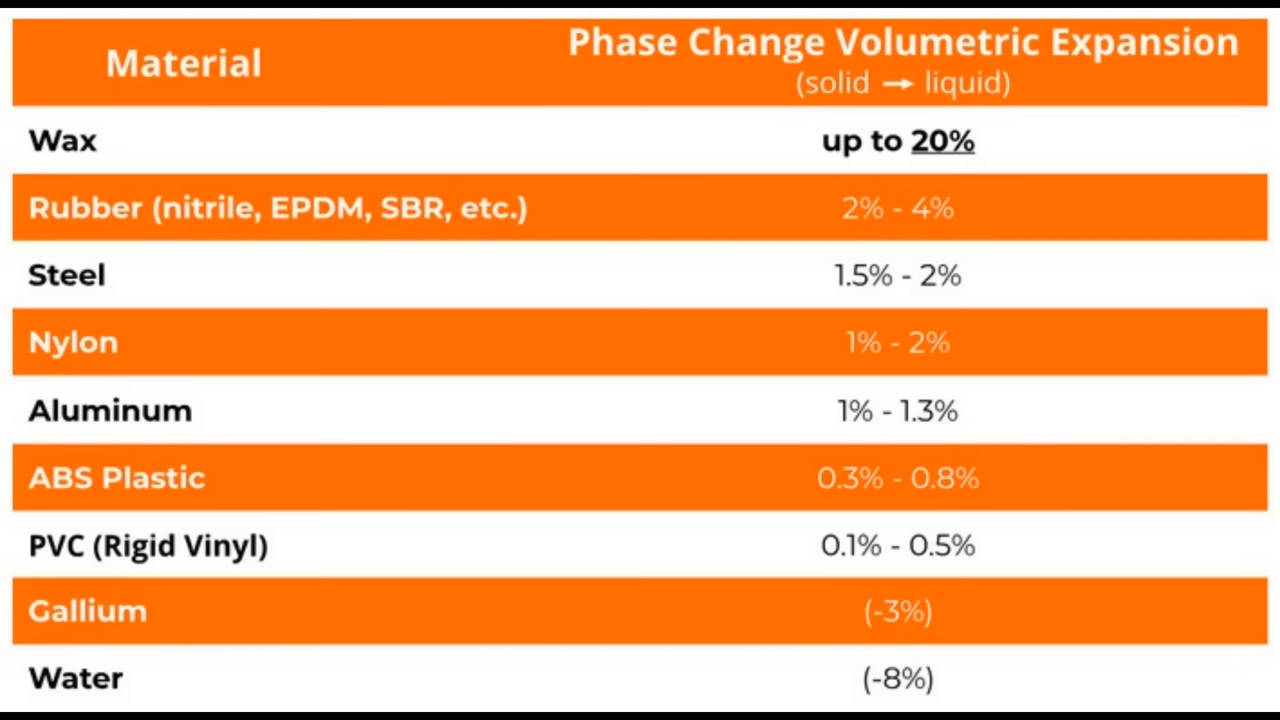 Material
Phase Change Volumetric Expansion
(solid → liquid)
Wax
up to 20%
Rubber (nitrile, EPDM, SBR, etc.)
2% - 4%
Steel
1.5% - 2%
Nylon
1% - 2%
Aluminum
1% - 1.3%
ABS Plastic
0.3% - 0.8%
PVC (Rigid Vinyl)
0.1% - 0.5%
Gallium
(-3%)
Water
(-8%)